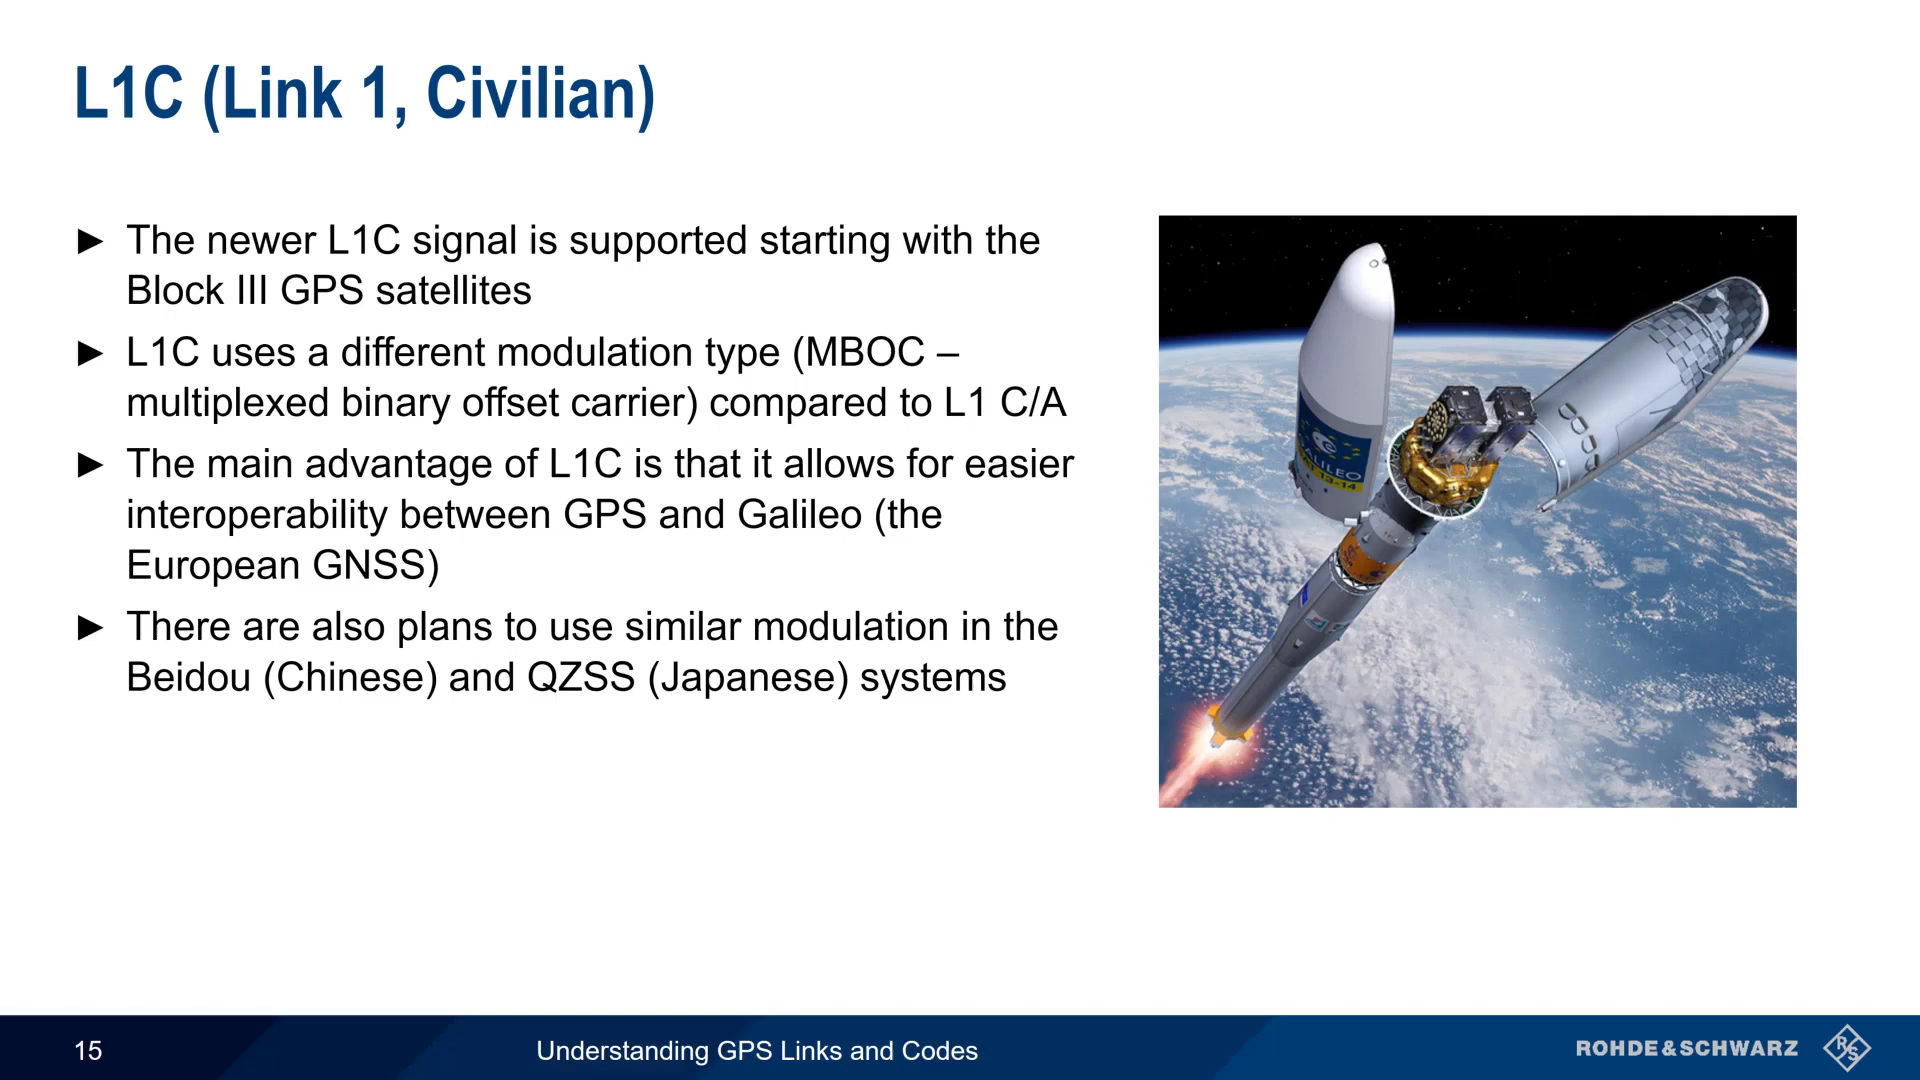 L1C (Link 1, Civilian)
► The newer L1C signal is supported starting with the
Block III GPS satellites
► L1C uses a different modulation type (MBOC –
multiplexed binary offset carrier) compared to L1 C/A
► The main advantage of L1C is that it allows for easier
interoperability between GPS and Galileo (the
European GNSS)
► There are also plans to use similar modulation in the
Beidou (Chinese) and QZSS (Japanese) systems
GALILEO
13-14
15
Understanding GPS Links and Codes
ROHDE&SCHWARZ
R&S